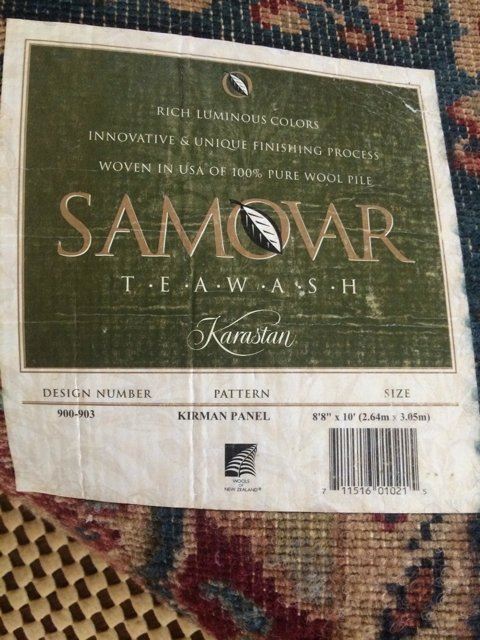 RICH LUMINOUS COLORS
INNOVATIVE & UNIQUE FINISHING PROCESS
WOVEN IN USA OF 100% PURE WOOL PILE
SAMOVAR™
T·E·A·W·A·S·H
Karastan
DESIGN NUMBER PATTERN SIZE
900-903 KIRMAN PANEL 8'8" x 10' (2.64m x 3.05m)
WOOLS
OF
NEW ZEALAND®
7 11516 01021 5